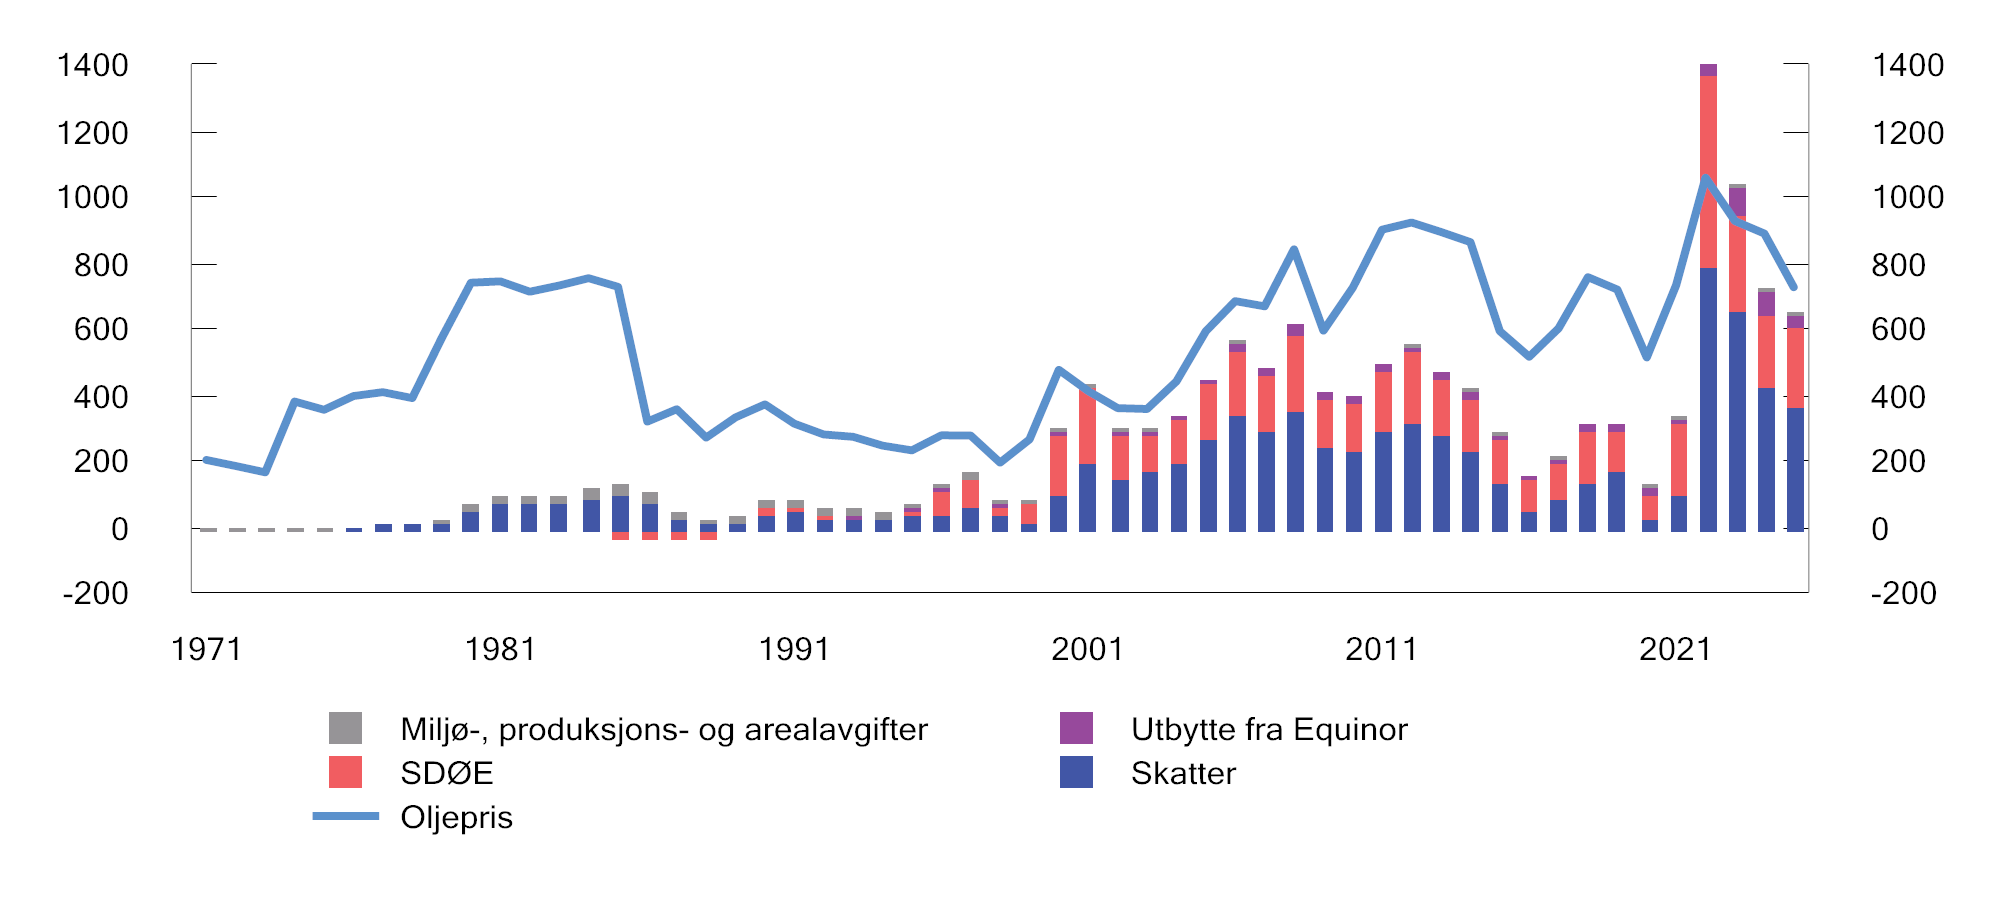 1400 1400
1200 1200
1000 1000
800 800
600 600
400 400
200 200
0 0
-200 -200
1971 1981 1991 2001 2011 2021
Miljø-, produksjons- og arealavgifter Utbytte fra Equinor
SDØE Skatter
Oljepris